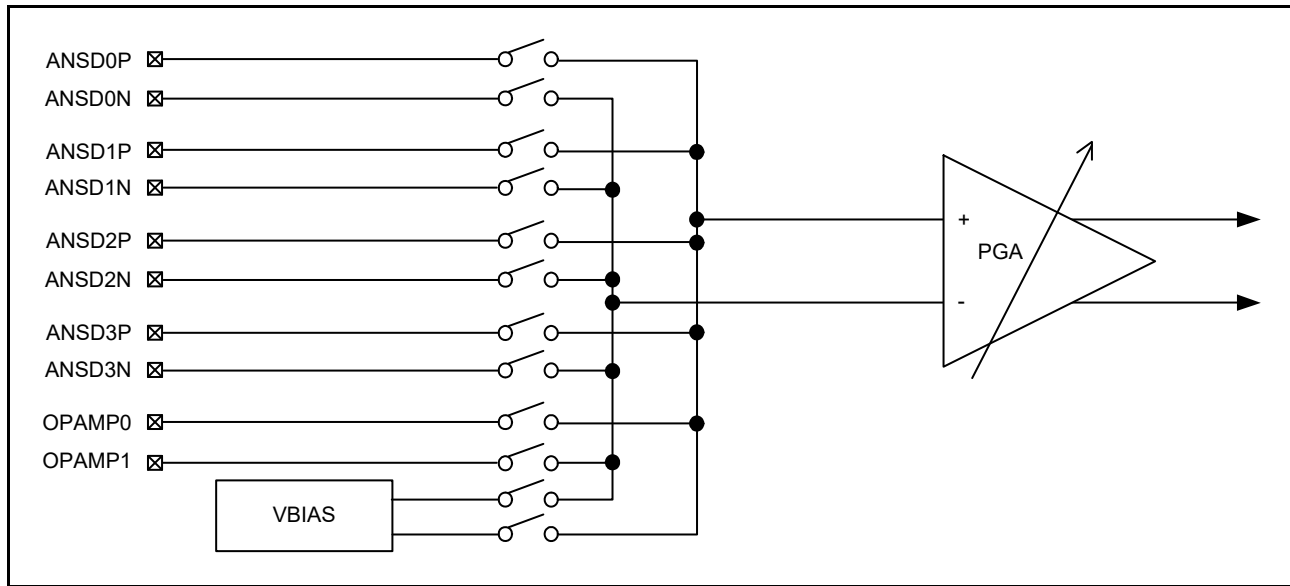 ANSD0P
ANSD0N
ANSD1P
ANSD1N
ANSD2P
ANSD2N
ANSD3P
ANSD3N
OPAMP0
OPAMP1
VBIAS
+
PGA
-